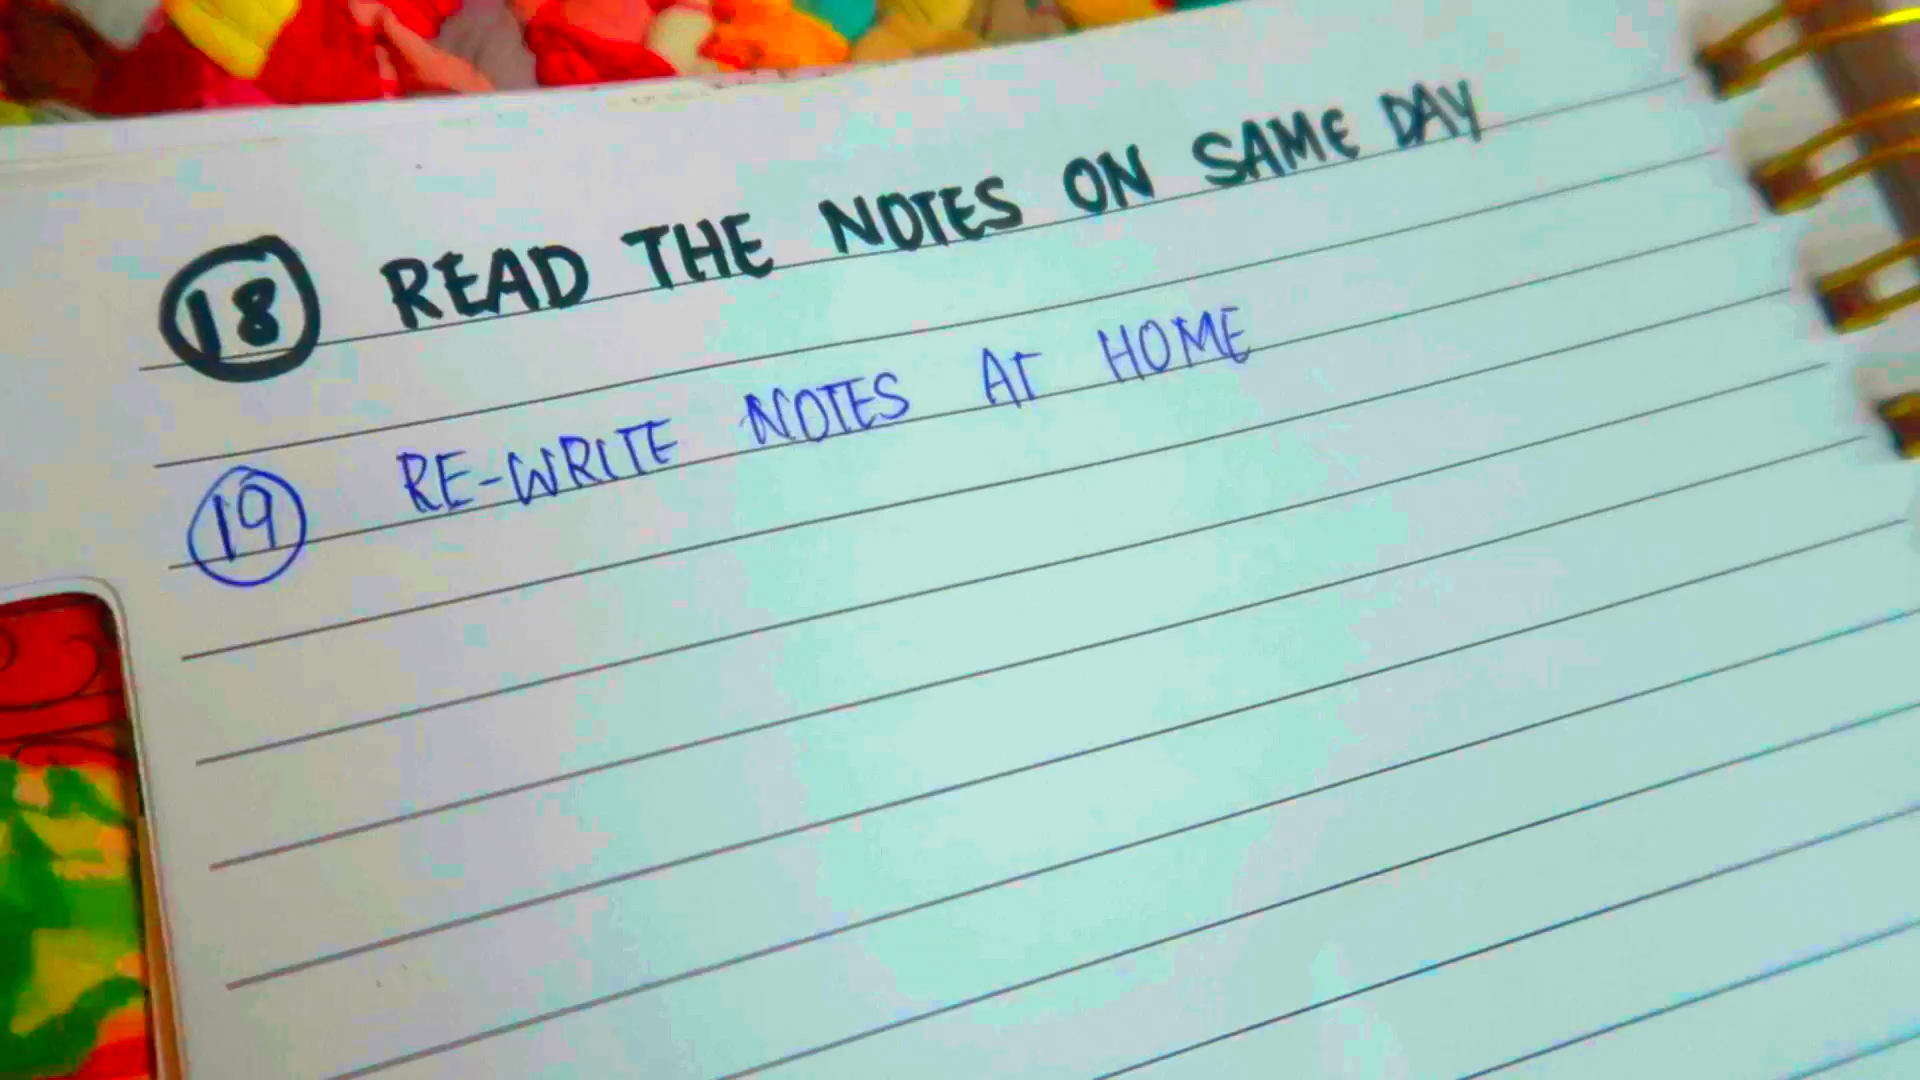 18 READ THE NOTES ON SAME DAY
19 RE-WRITE NOTES AT HOME